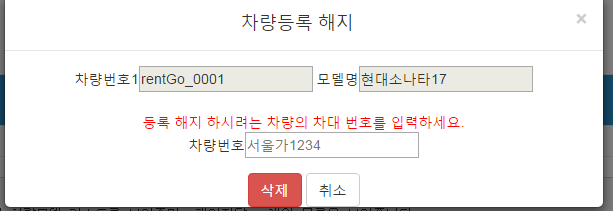 차량등록 해지 ×
차량번호1 rentGo_0001 모델명 현대소나타17
등록 해지 하시려는 차량의 차대 번호를 입력하세요.
차량번호 서울가1234
삭제 취소